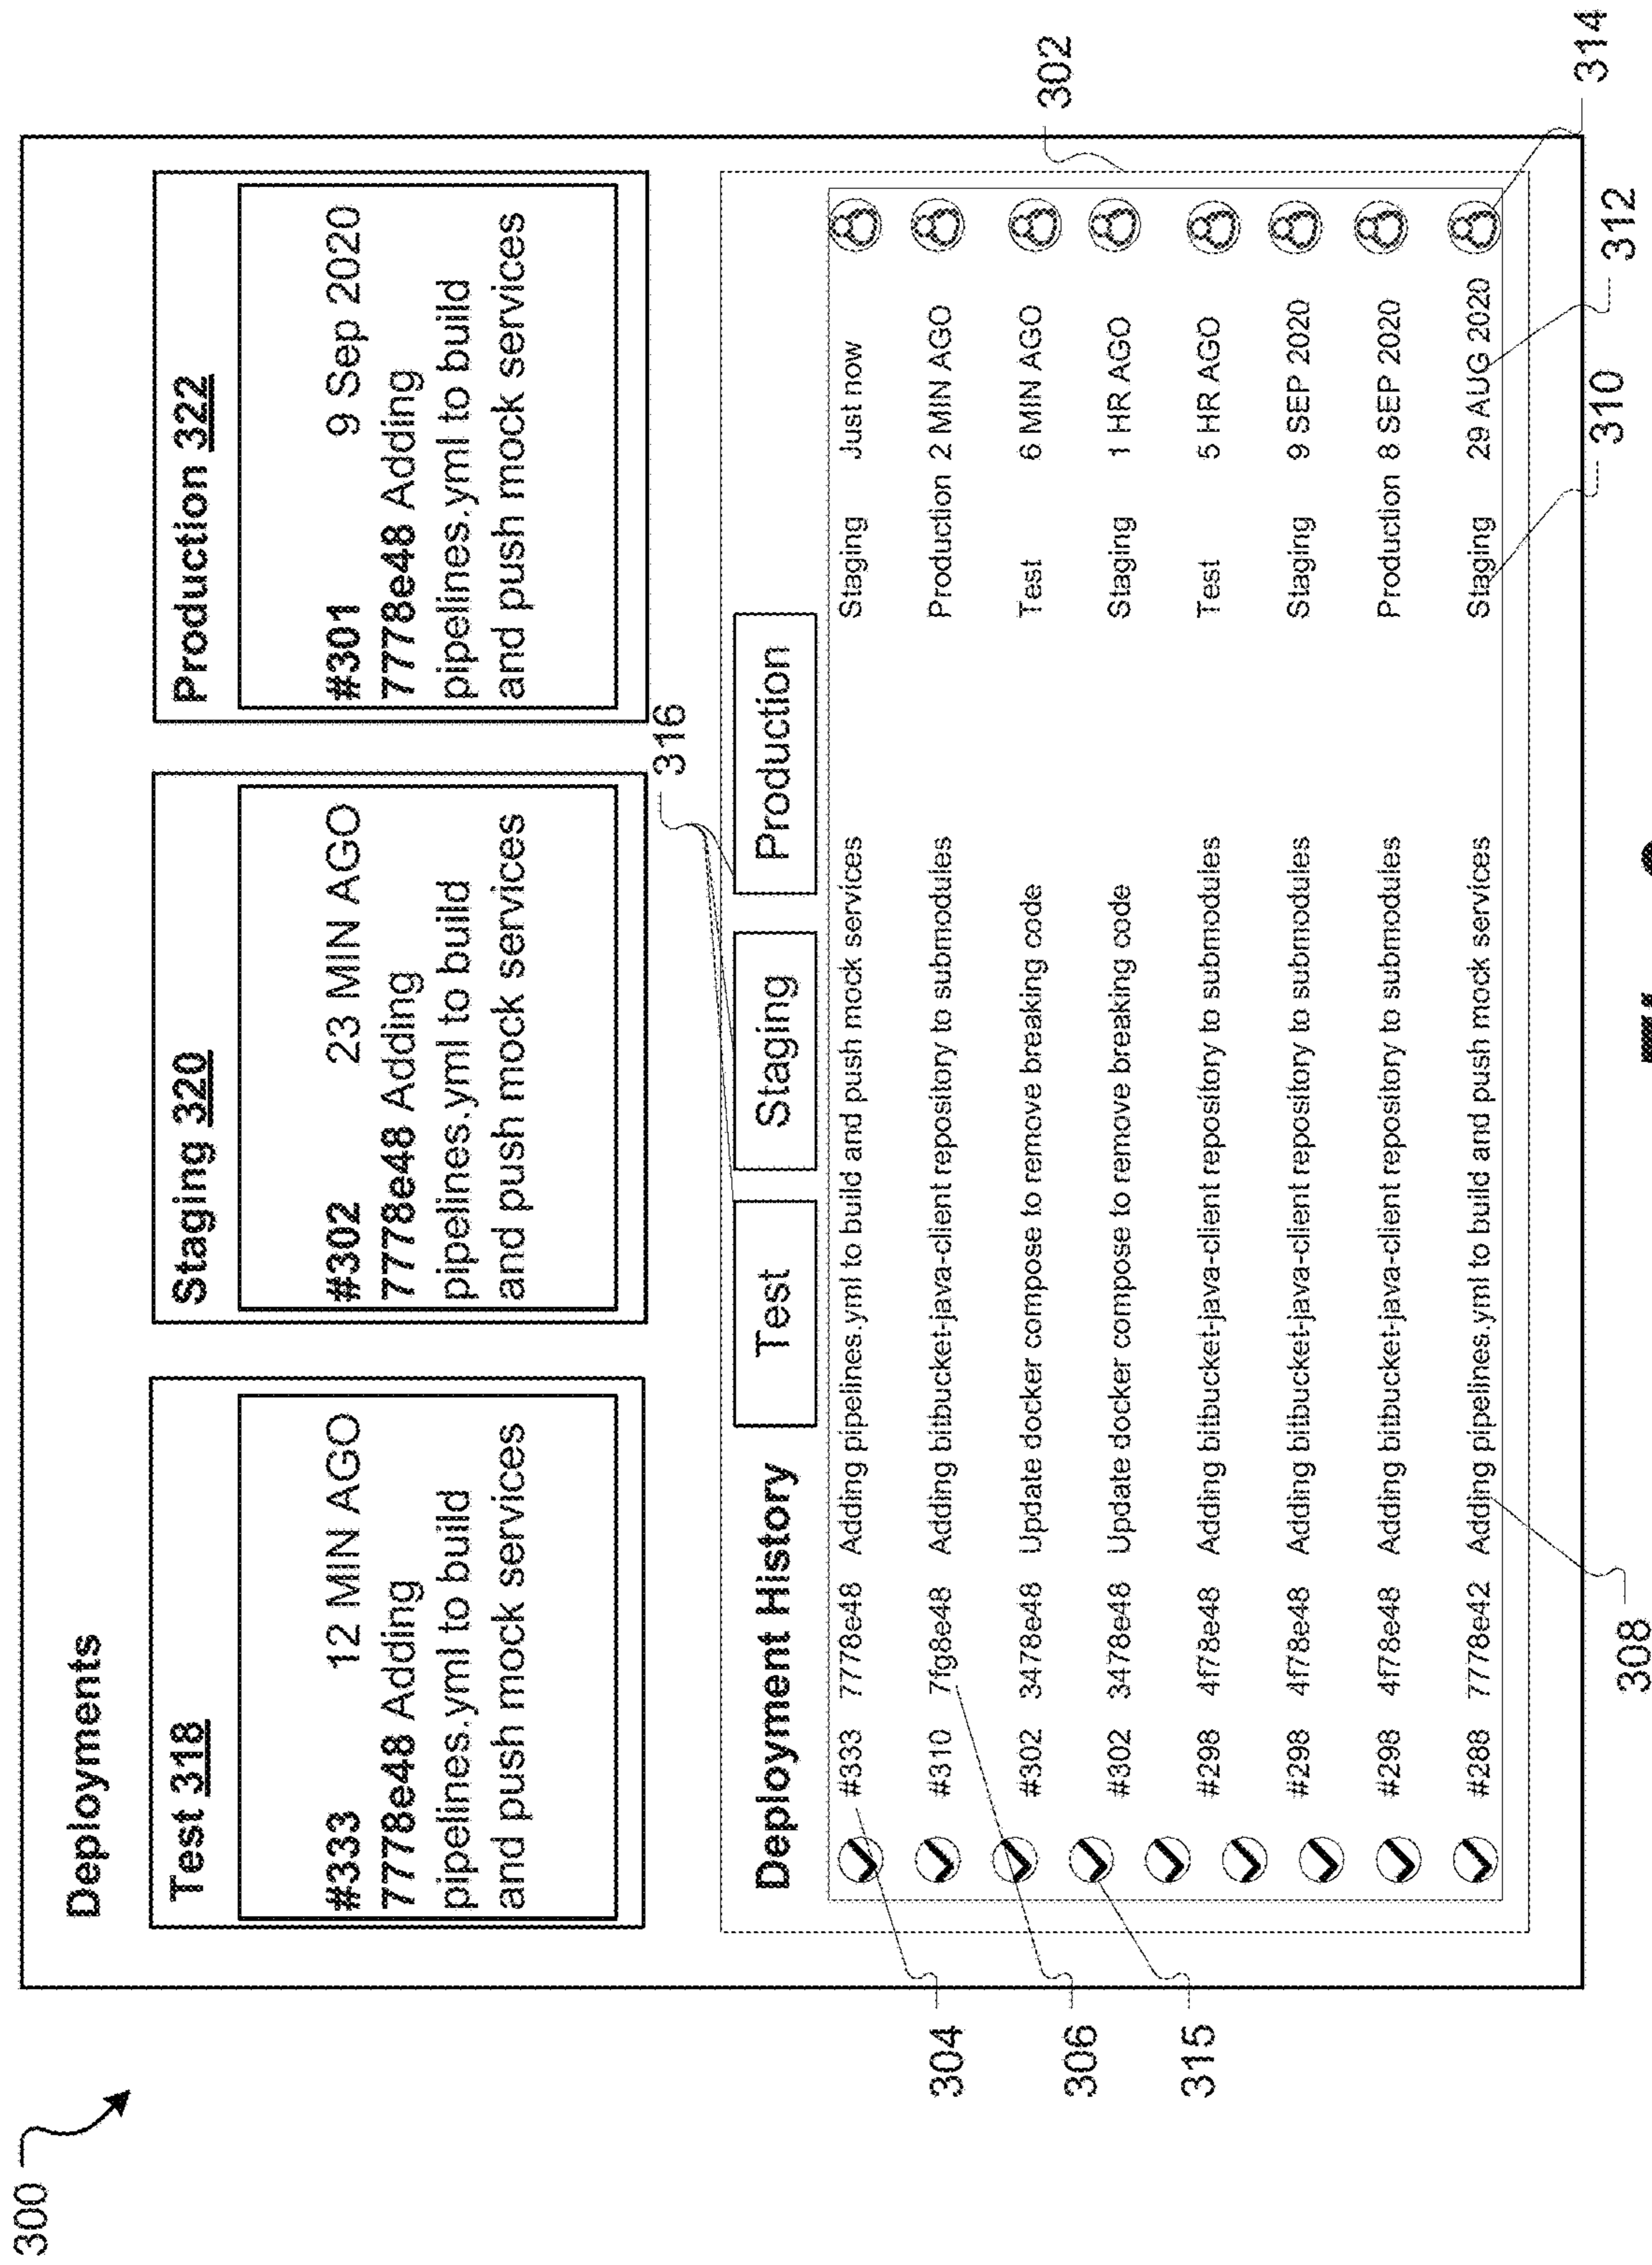 300
Deployments
Test 318
#333 12 MIN AGO
7778e48 Adding
pipelines.yml to build
and push mock services
Staging 320
#302 23 MIN AGO
7778e48 Adding
pipelines.yml to build
and push mock services
Production 322
#301 9 Sep 2020
7778e48 Adding
pipelines.yml to build
and push mock services
316
302
Deployment History
Test
Staging
Production
#333 7778e48 Adding pipelines.yml to build and push mock services Staging Just now
#310 7fg8e48 Adding bitbucket-java-client repository to submodules Production 2 MIN AGO
#302 3478e48 Update docker compose to remove breaking code Test 6 MIN AGO
#302 3478e48 Update docker compose to remove breaking code Staging 1 HR AGO
#298 4f78e48 Adding bitbucket-java-client repository to submodules Test 5 HR AGO
#298 4f78e48 Adding bitbucket-java-client repository to submodules Staging 9 SEP 2020
#298 4f78e48 Adding bitbucket-java-client repository to submodules Production 8 SEP 2020
#288 7778e42 Adding pipelines.yml to build and push mock services Staging 29 AUG 2020
304
306
315
308
310
312
314